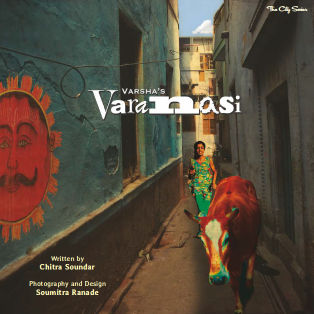 The City Series
VARSHA'S
Varanasi
Written by
Chitra Soundar
Photography and Design
Soumitra Ranade